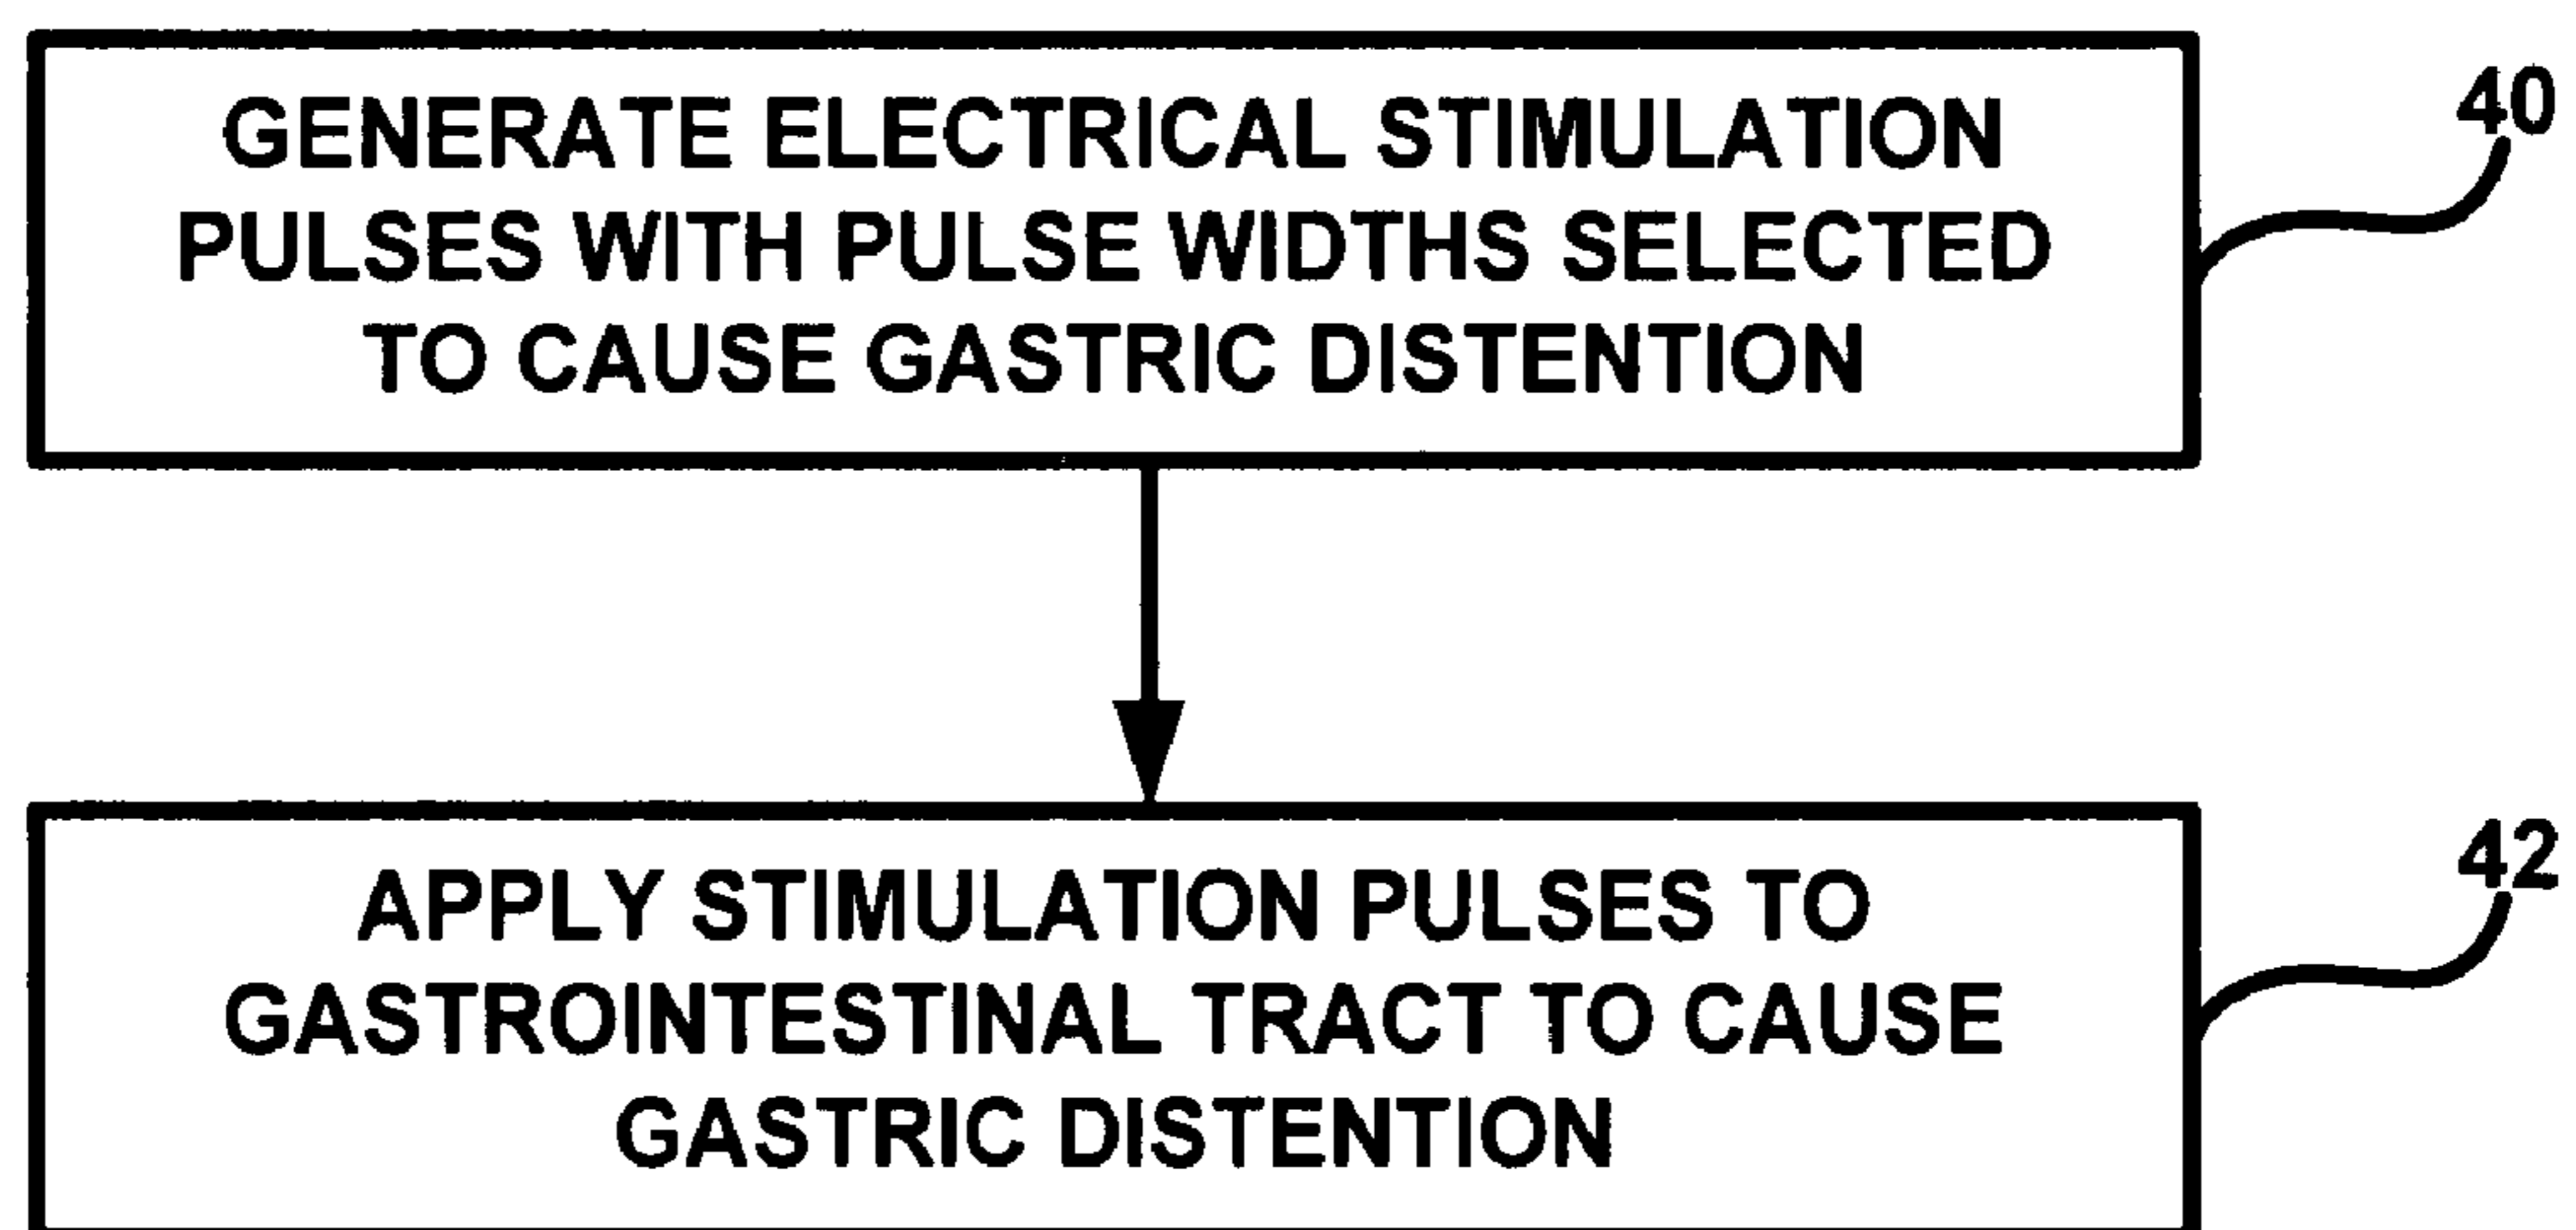 GENERATE ELECTRICAL STIMULATION
PULSES WITH PULSE WIDTHS SELECTED
TO CAUSE GASTRIC DISTENTION
40
APPLY STIMULATION PULSES TO
GASTROINTESTINAL TRACT TO CAUSE
GASTRIC DISTENTION
42